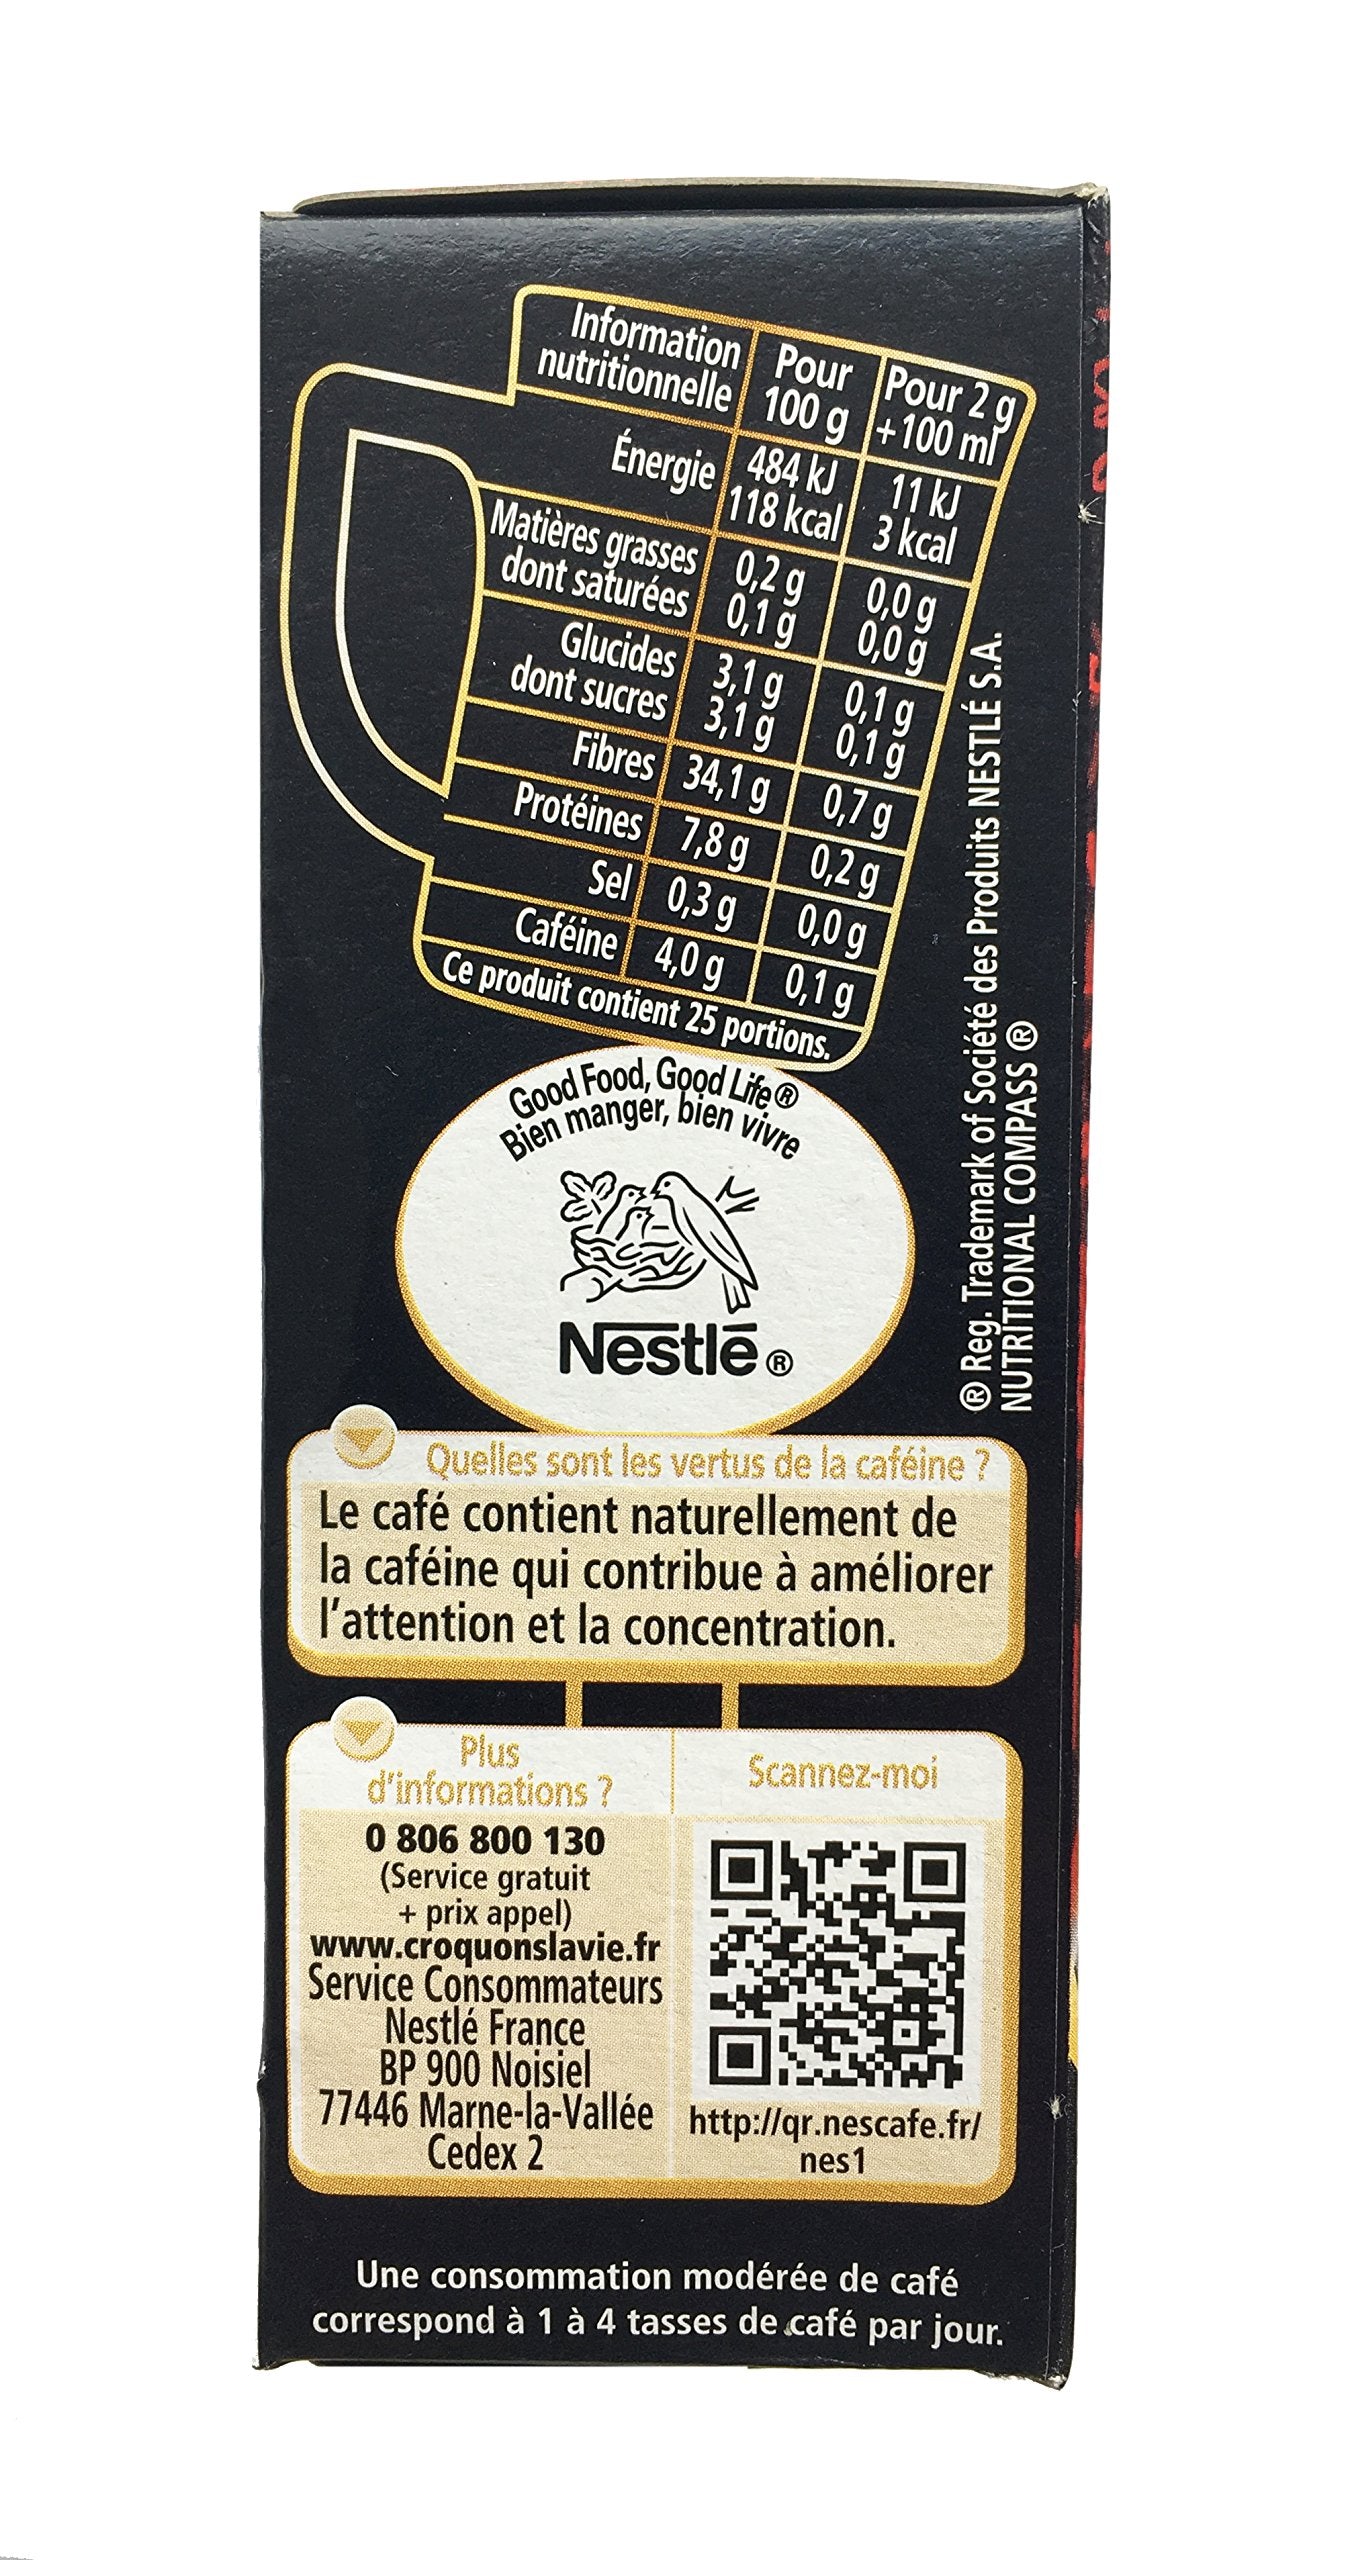 Information nutritionnelle | Pour 100 g | Pour 2 g +100 ml
Énergie | 484 kJ 118 kcal | 11 kJ 3 kcal
Matières grasses | 0,2 g | 0,0 g
dont saturées | 0,1 g | 0,0 g
Glucides | 3,1 g | 0,1 g
dont sucres | 3,1 g | 0,1 g
Fibres | 34,1 g | 0,7 g
Protéines | 7,8 g | 0,2 g
Sel | 0,3 g | 0,0 g
Caféine | 4,0 g | 0,1 g
Ce produit contient 25 portions.
® Reg. Trademark of Société des Produits NESTLÉ S.A.
NUTRITIONAL COMPASS ®
Good Food, Good Life ®
Bien manger, bien vivre
Nestlé ®
Quelles sont les vertus de la caféine ?
Le café contient naturellement de
la caféine qui contribue à améliorer
l'attention et la concentration.
Plus
d'informations ?
0 806 800 130
(Service gratuit
+ prix appel)
www.croquonslavie.fr
Service Consommateurs
Nestlé France
BP 900 Noisiel
77446 Marne-la-Vallée
Cedex 2
Scannez-moi
http://qr.nescafe.fr/
nes1
Une consommation modérée de café
correspond à 1 à 4 tasses de café par jour.